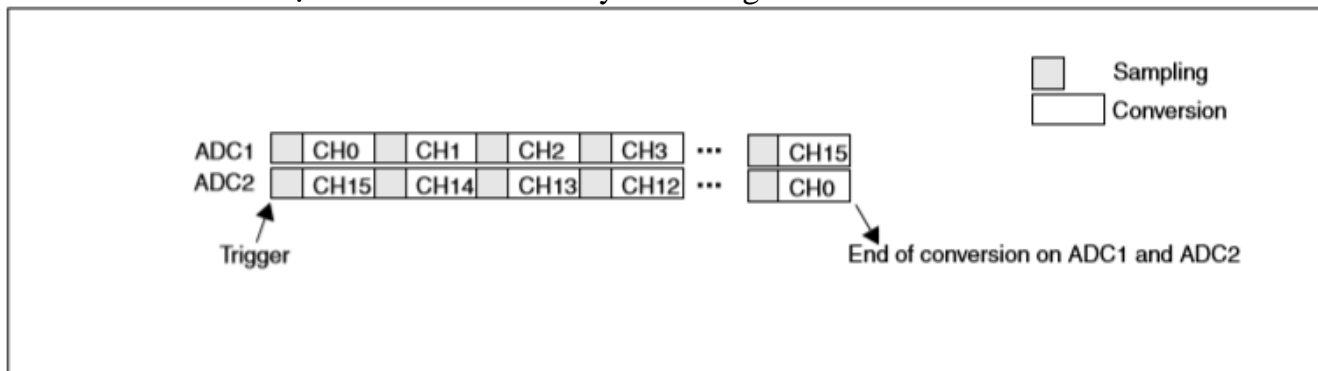 Sampling
Conversion
ADC1 CH0 CH1 CH2 CH3 ... CH15
ADC2 CH15 CH14 CH13 CH12 ... CH0
Trigger
End of conversion on ADC1 and ADC2